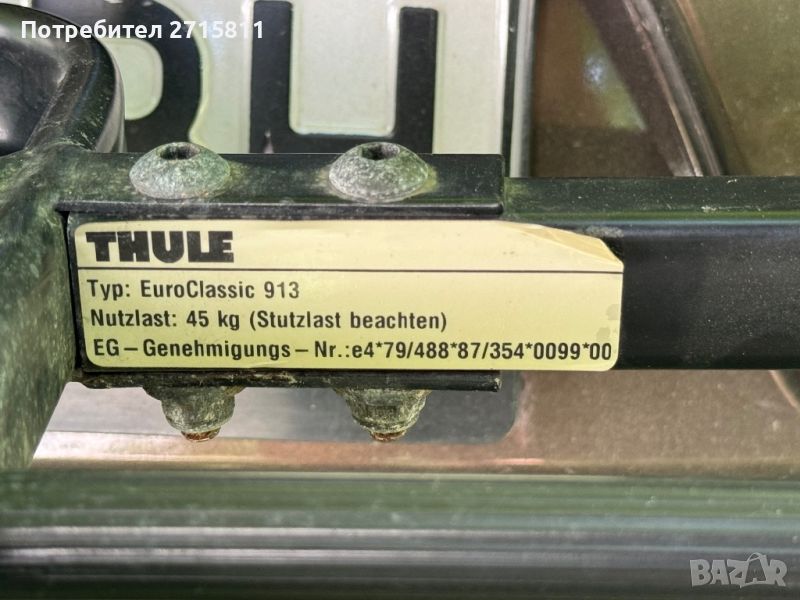 Потребител 2715811
THULE
Typ: EuroClassic 913
Nutzlast: 45 kg (Stutzlast beachten)
EG – Genehmigungs – Nr.:e4*79/488*87/354*0099*00
BAZAR